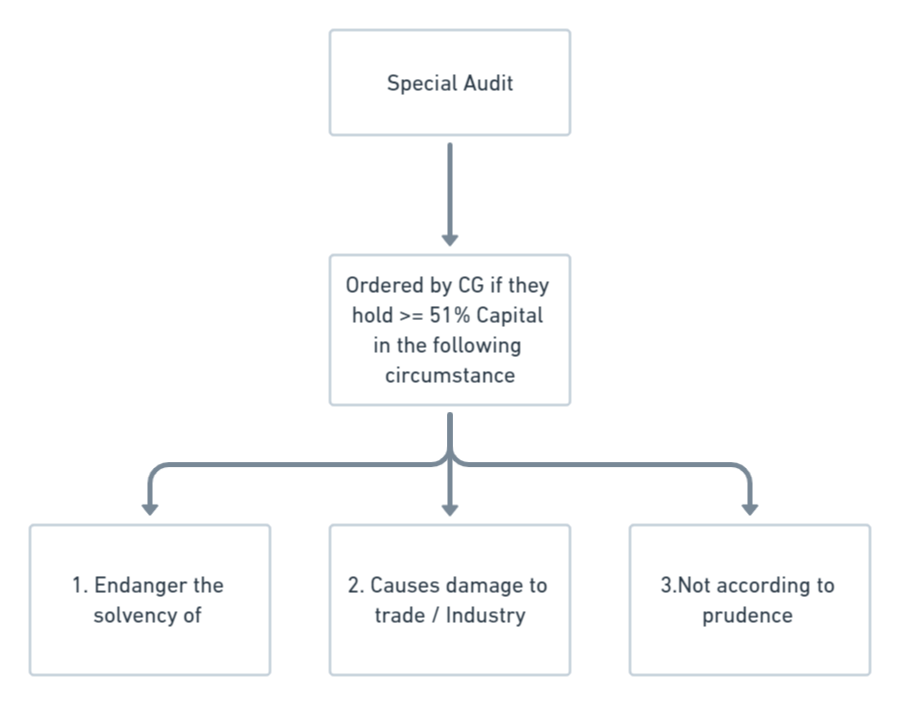 Special Audit
Ordered by CG if they
hold >= 51% Capital
in the following
circumstance
1. Endanger the
solvency of
2. Causes damage to
trade / Industry
3.Not according to
prudence